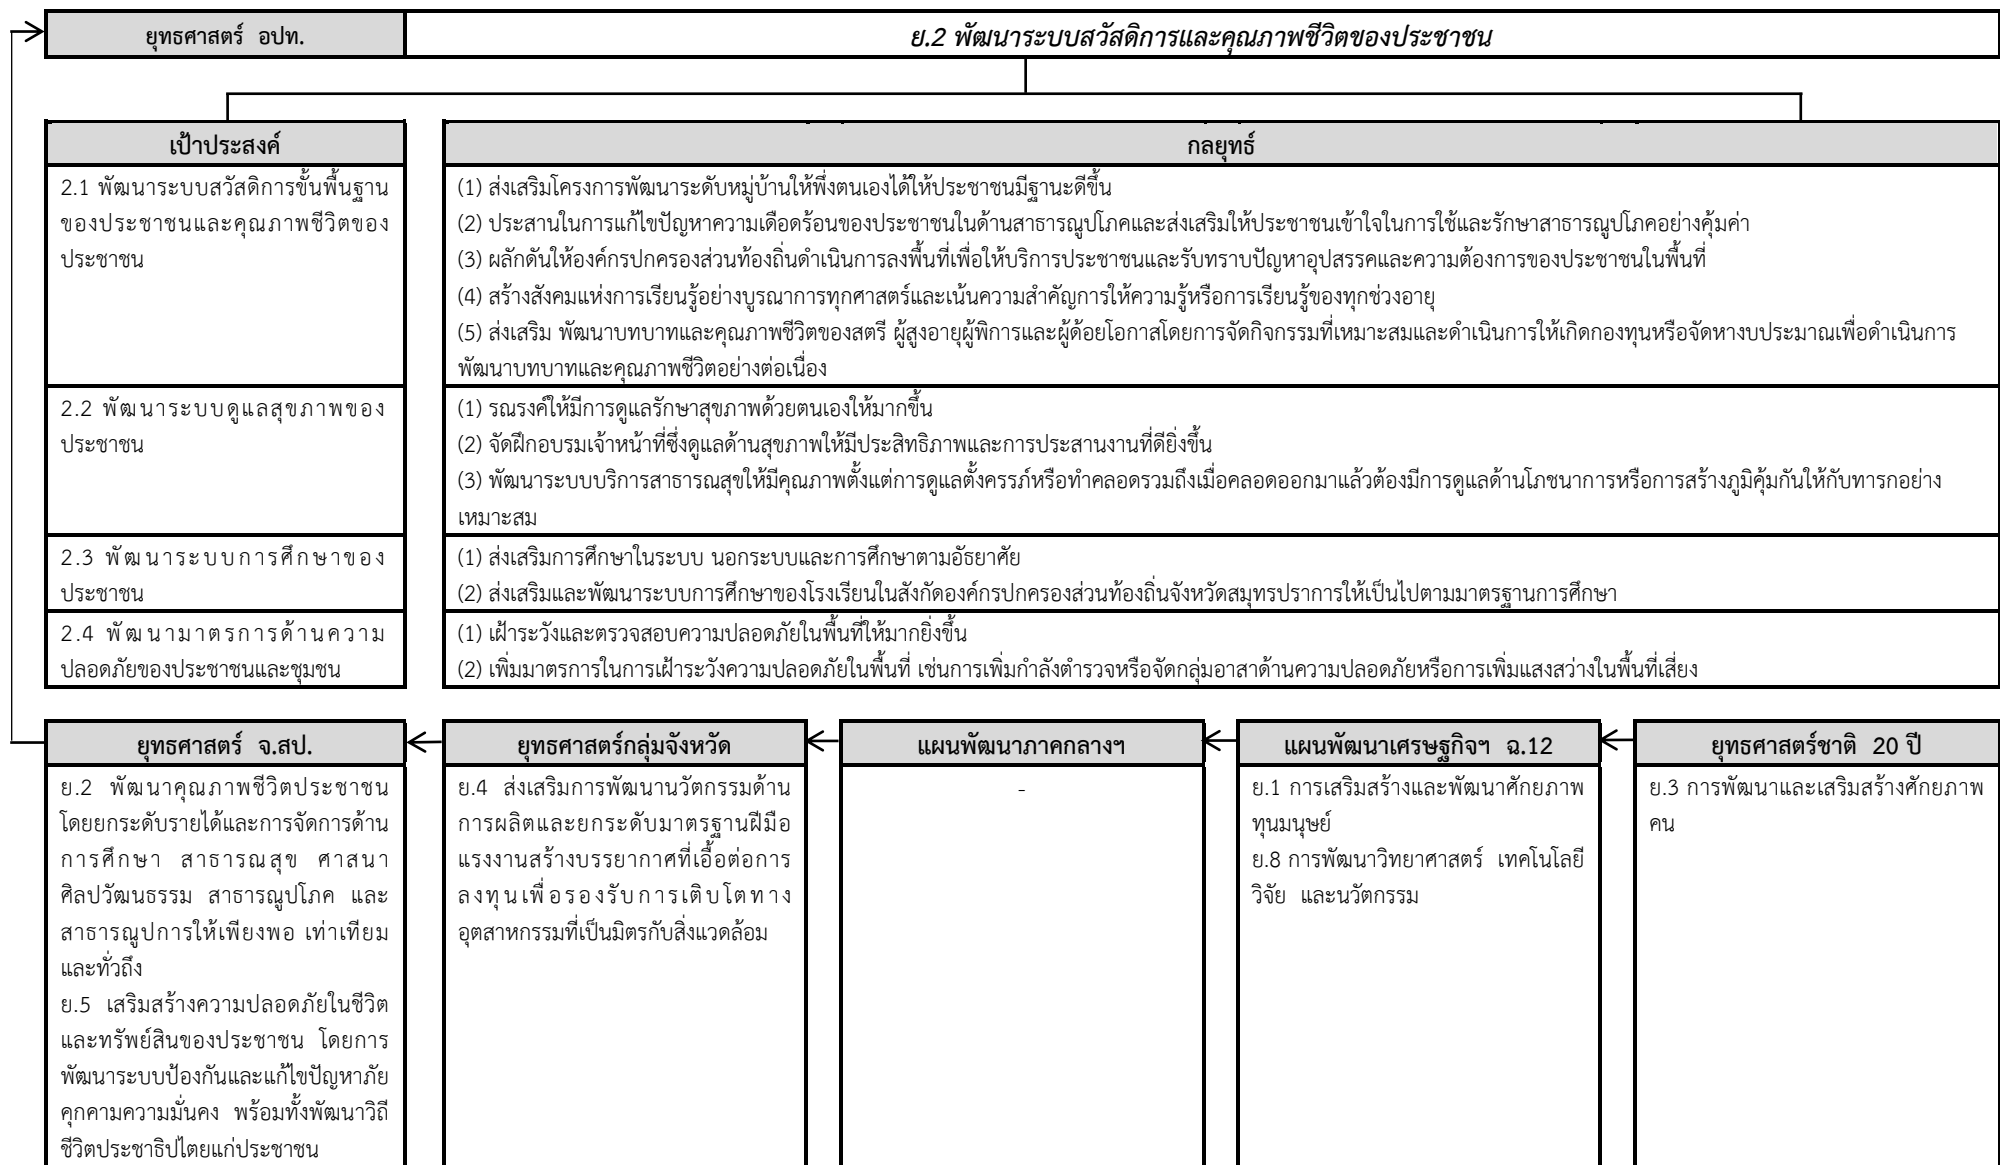 ยุทธศาสตร์ อปท.
ย.2 พัฒนาระบบสวัสดิการและคุณภาพชีวิตของประชาชน
เป้าประสงค์
กลยุทธ์
2.1 พัฒนาระบบสวัสดิการขั้นพื้นฐาน
ของประชาชนและคุณภาพชีวิตของ
ประชาชน
(1) ส่งเสริมโครงการพัฒนาระดับหมู่บ้านให้พึ่งตนเองได้ให้ประชาชนมีฐานะดีขึ้น
(2) ประสานในการแก้ไขปัญหาความเดือดร้อนของประชาชนในด้านสาธารณูปโภคและส่งเสริมให้ประชาชนเข้าใจในการใช้และรักษาสาธารณูปโภคอย่างคุ้มค่า
(3) ผลักดันให้องค์กรปกครองส่วนท้องถิ่นดำเนินการลงพื้นที่เพื่อให้บริการประชาชนและรับทราบปัญหาอุปสรรคและความต้องการของประชาชนในพื้นที่
(4) สร้างสังคมแห่งการเรียนรู้อย่างบูรณาการทุกศาสตร์และเน้นความสำคัญการให้ความรู้หรือการเรียนรู้ของทุกช่วงอายุ
(5) ส่งเสริม พัฒนาบทบาทและคุณภาพชีวิตของสตรี ผู้สูงอายุผู้พิการและผู้ด้อยโอกาสโดยการจัดกิจกรรมที่เหมาะสมและดำเนินการให้เกิดกองทุนหรือจัดหางบประมาณเพื่อดำเนินการ
พัฒนาบทบาทและคุณภาพชีวิตอย่างต่อเนื่อง
2.2 พัฒนาระบบดูแลสุขภาพของ
ประชาชน
(1) รณรงค์ให้มีการดูแลรักษาสุขภาพด้วยตนเองให้มากขึ้น
(2) จัดฝึกอบรมเจ้าหน้าที่ซึ่งดูแลด้านสุขภาพให้มีประสิทธิภาพและการประสานงานที่ดียิ่งขึ้น
(3) พัฒนาระบบบริการสาธารณสุขให้มีคุณภาพตั้งแต่การดูแลตั้งครรภ์หรือทำคลอดรวมถึงเมื่อคลอดออกมาแล้วต้องมีการดูแลด้านโภชนาการหรือการสร้างภูมิคุ้มกันให้กับทารกอย่าง
เหมาะสม
2.3 พัฒนาระบบการศึกษาของ
ประชาชน
(1) ส่งเสริมการศึกษาในระบบ นอกระบบและการศึกษาตามอัธยาศัย
(2) ส่งเสริมและพัฒนาระบบการศึกษาของโรงเรียนในสังกัดองค์กรปกครองส่วนท้องถิ่นจังหวัดสมุทรปราการให้เป็นไปตามมาตรฐานการศึกษา
2.4 พัฒนามาตรการด้านความ
ปลอดภัยของประชาชนและชุมชน
(1) เฝ้าระวังและตรวจสอบความปลอดภัยในพื้นที่ให้มากยิ่งขึ้น
(2) เพิ่มมาตรการในการเฝ้าระวังความปลอดภัยในพื้นที่ เช่นการเพิ่มกำลังตำรวจหรือจัดกลุ่มอาสาด้านความปลอดภัยหรือการเพิ่มแสงสว่างในพื้นที่เสี่ยง
ยุทธศาสตร์ จ.สป.
ย.2 พัฒนาคุณภาพชีวิตประชาชน
โดยยกระดับรายได้และการจัดการด้าน
การศึกษา สาธารณสุข ศาสนา
ศิลปวัฒนธรรม สาธารณูปโภค และ
สาธารณูปการให้เพียงพอ เท่าเทียม
และทั่วถึง
ย.5 เสริมสร้างความปลอดภัยในชีวิต
และทรัพย์สินของประชาชน โดยการ
พัฒนาระบบป้องกันและแก้ไขปัญหาภัย
คุกคามความมั่นคง พร้อมทั้งพัฒนาวิถี
ชีวิตประชาธิปไตยแก่ประชาชน
ยุทธศาสตร์กลุ่มจังหวัด
ย.4 ส่งเสริมการพัฒนานวัตกรรมด้าน
การผลิตและยกระดับมาตรฐานฝีมือ
แรงงานสร้างบรรยากาศที่เอื้อต่อการ
ลงทุนเพื่อรองรับการเติบโตทาง
อุตสาหกรรมที่เป็นมิตรกับสิ่งแวดล้อม
แผนพัฒนาภาคกลางฯ
-
แผนพัฒนาเศรษฐกิจฯ ฉ.12
ย.1 การเสริมสร้างและพัฒนาศักยภาพ
ทุนมนุษย์
ย.8 การพัฒนาวิทยาศาสตร์ เทคโนโลยี
วิจัย และนวัตกรรม
ยุทธศาสตร์ชาติ 20 ปี
ย.3 การพัฒนาและเสริมสร้างศักยภาพ
คน